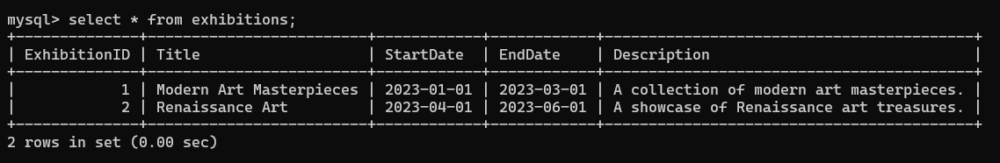 mysql> select * from exhibitions;
+--------------+-------------------------+------------+------------+------------------------------------------+
| ExhibitionID | Title                   | StartDate  | EndDate    | Description                              |
+--------------+-------------------------+------------+------------+------------------------------------------+
|            1 | Modern Art Masterpieces | 2023-01-01 | 2023-03-01 | A collection of modern art masterpieces. |
|            2 | Renaissance Art         | 2023-04-01 | 2023-06-01 | A showcase of Renaissance art treasures. |
+--------------+-------------------------+------------+------------+------------------------------------------+
2 rows in set (0.00 sec)